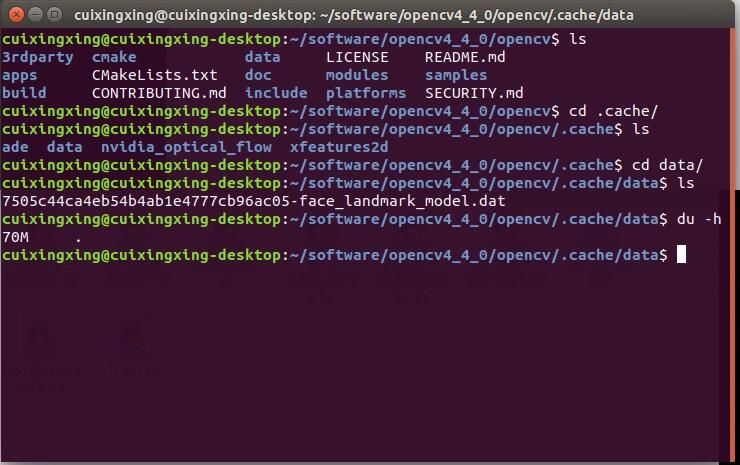 cuixingxing@cuixingxing-desktop: ~/software/opencv4_4_0/opencv/.cache/data
cuixingxing@cuixingxing-desktop:~/software/opencv4_4_0/opencv$ ls
3rdparty cmake data LICENSE README.md
apps CMakeLists.txt doc modules samples
build CONTRIBUTING.md include platforms SECURITY.md
cuixingxing@cuixingxing-desktop:~/software/opencv4_4_0/opencv$ cd .cache/
cuixingxing@cuixingxing-desktop:~/software/opencv4_4_0/opencv/.cache$ ls
ade data nvidia_optical_flow xfeatures2d
cuixingxing@cuixingxing-desktop:~/software/opencv4_4_0/opencv/.cache$ cd data/
cuixingxing@cuixingxing-desktop:~/software/opencv4_4_0/opencv/.cache/data$ ls
7505c44ca4eb54b4ab1e4777cb96ac05-face_landmark_model.dat
cuixingxing@cuixingxing-desktop:~/software/opencv4_4_0/opencv/.cache/data$ du -h
70M .
cuixingxing@cuixingxing-desktop:~/software/opencv4_4_0/opencv/.cache/data$